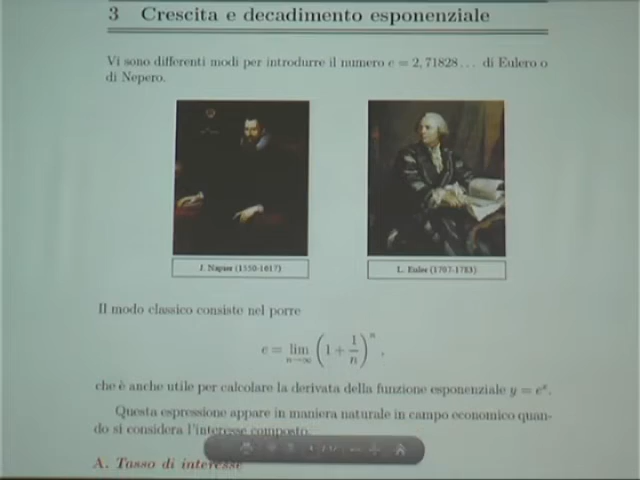 3 Crescita e decadimento esponenziale
Vi sono differenti modi per introdurre il numero e = 2,71828... di Eulero o
di Nepero.
J. Napier (1550-1617)
L. Euler (1707-1783)
Il modo classico consiste nel porre
e = lim n→∞ (1 + 1/n)^n ,
che è anche utile per calcolare la derivata della funzione esponenziale y = e^x.
Questa espressione appare in maniera naturale in campo economico quan-
do si considera l'interesse composto.
A. Tasso di interesse